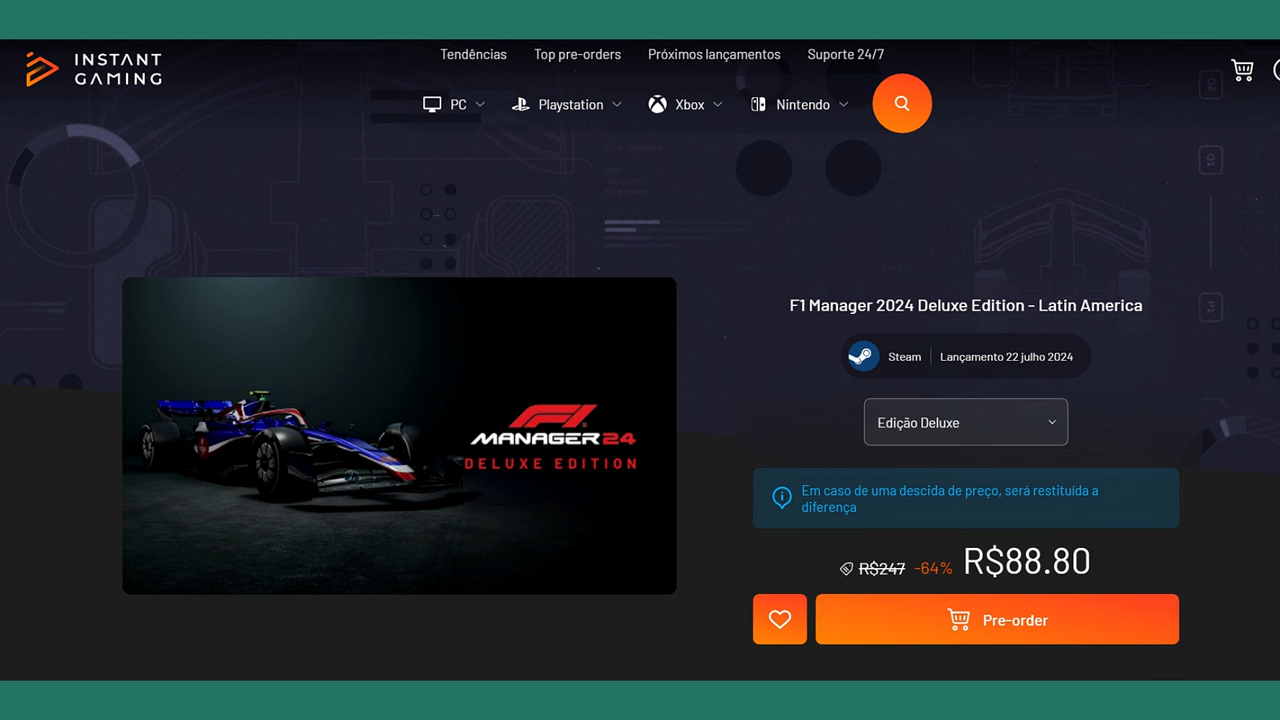 INSTANT
GAMING
Tendências Top pre-orders Próximos lançamentos Suporte 24/7
PC Playstation Xbox Nintendo
F1
MANAGER 24
DELUXE EDITION
F1 Manager 2024 Deluxe Edition - Latin America
Steam Lançamento 22 julho 2024
Edição Deluxe
Em caso de uma descida de preço, será restituída a
diferença
R$247 -64% R$88.80
Pre-order